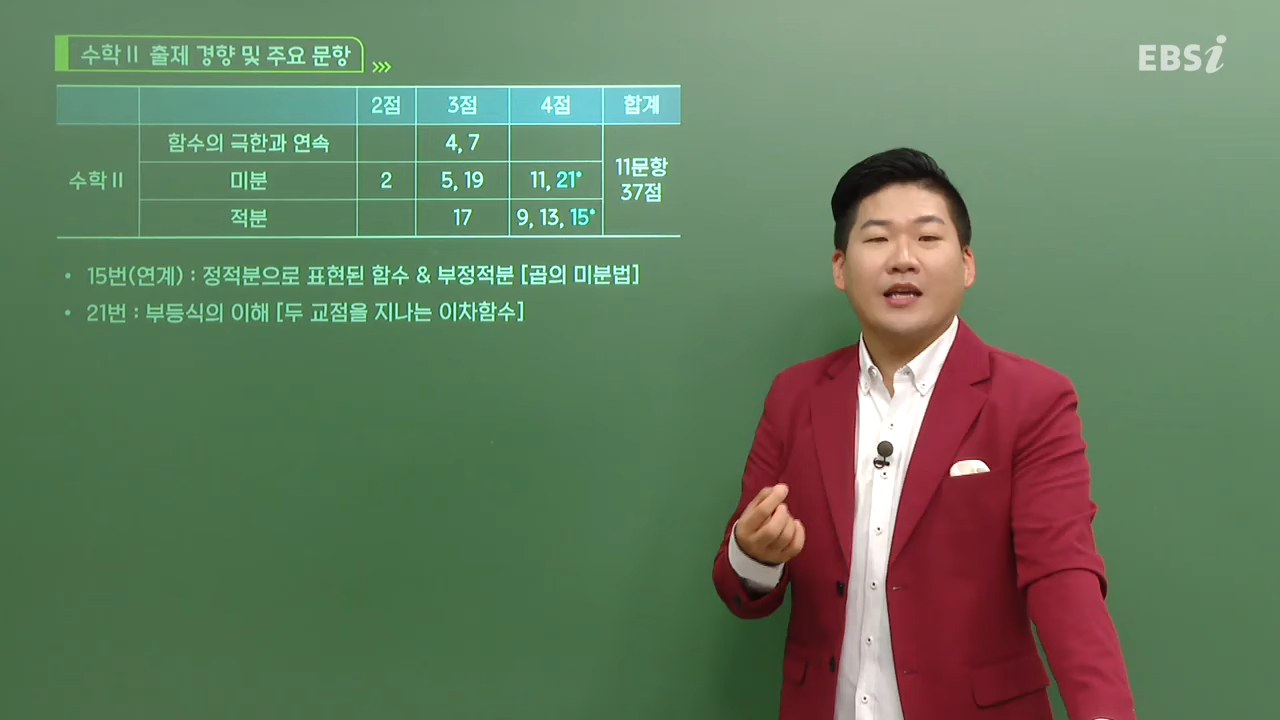 수학Ⅱ 출제 경향 및 주요 문항
EBSi
2점 3점 4점 합계
수학Ⅱ 함수의 극한과 연속 4, 7 11문항 37점
미분 2 5, 19 11, 21*
적분 17 9, 13, 15*
• 15번(연계) : 정적분으로 표현된 함수 & 부정적분 [곱의 미분법]
• 21번 : 부등식의 이해 [두 교점을 지나는 이차함수]